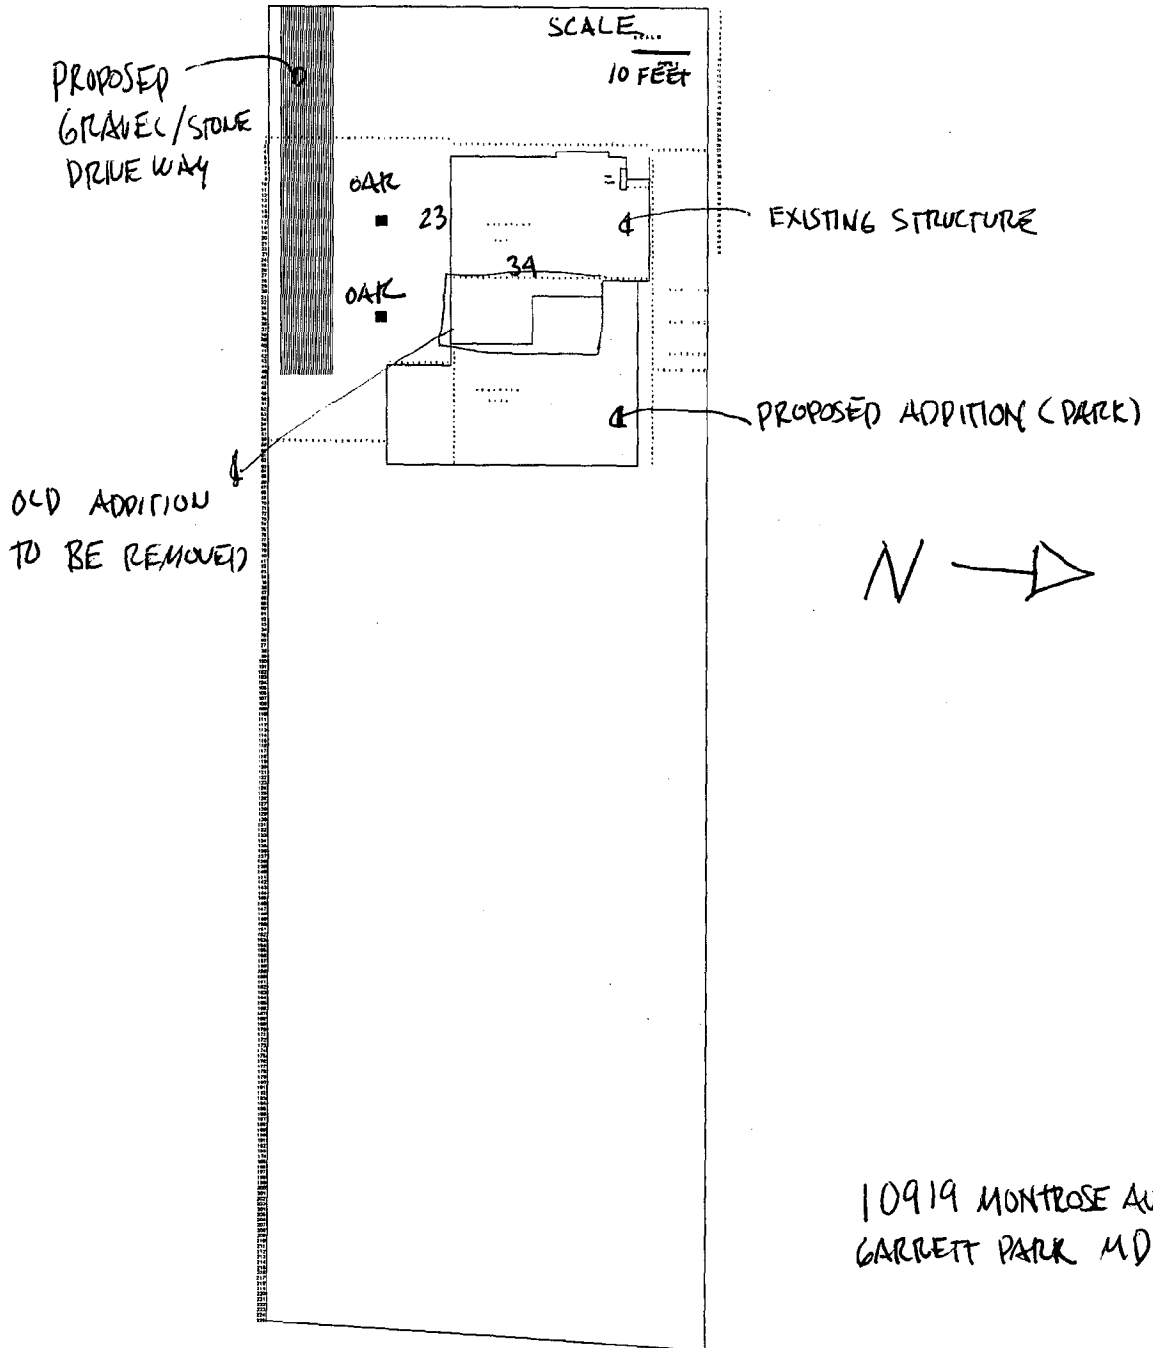 SCALE
10 FEET
PROPOSED
GRAVEL/STONE
DRIVE WAY
OAK
23
EXISTING STRUCTURE
34
OAK
PROPOSED ADDITION (DARK)
OLD ADDITION
TO BE REMOVED
N
10919 MONTROSE AV
GARRETT PARK MD